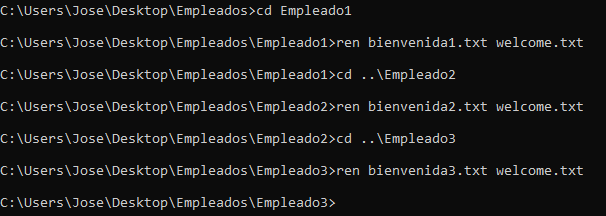 C:\Users\Jose\Desktop\Empleados>cd Empleado1
C:\Users\Jose\Desktop\Empleados\Empleado1>ren bienvenida1.txt welcome.txt
C:\Users\Jose\Desktop\Empleados\Empleado1>cd ..\Empleado2
C:\Users\Jose\Desktop\Empleados\Empleado2>ren bienvenida2.txt welcome.txt
C:\Users\Jose\Desktop\Empleados\Empleado2>cd ..\Empleado3
C:\Users\Jose\Desktop\Empleados\Empleado3>ren bienvenida3.txt welcome.txt
C:\Users\Jose\Desktop\Empleados\Empleado3>